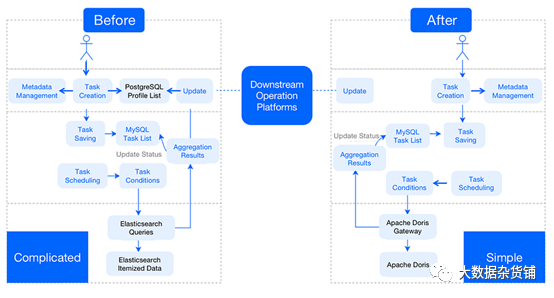 Before
Metadata
Management
Task
Creation
PostgreSQL
Profile List
Update
Task
Saving
MySQL
Task List
Update Status
Aggregation
Results
Task
Scheduling
Task
Conditions
Elasticsearch
Queries
Elasticsearch
Itemized Data
Complicated
Downstream
Operation
Platforms
After
Update
Task
Creation
Metadata
Management
Update Status
MySQL
Task List
Task
Saving
Aggregation
Results
Task
Conditions
Task
Scheduling
Apache Doris
Gateway
Apache Doris
Simple
大数据杂货铺